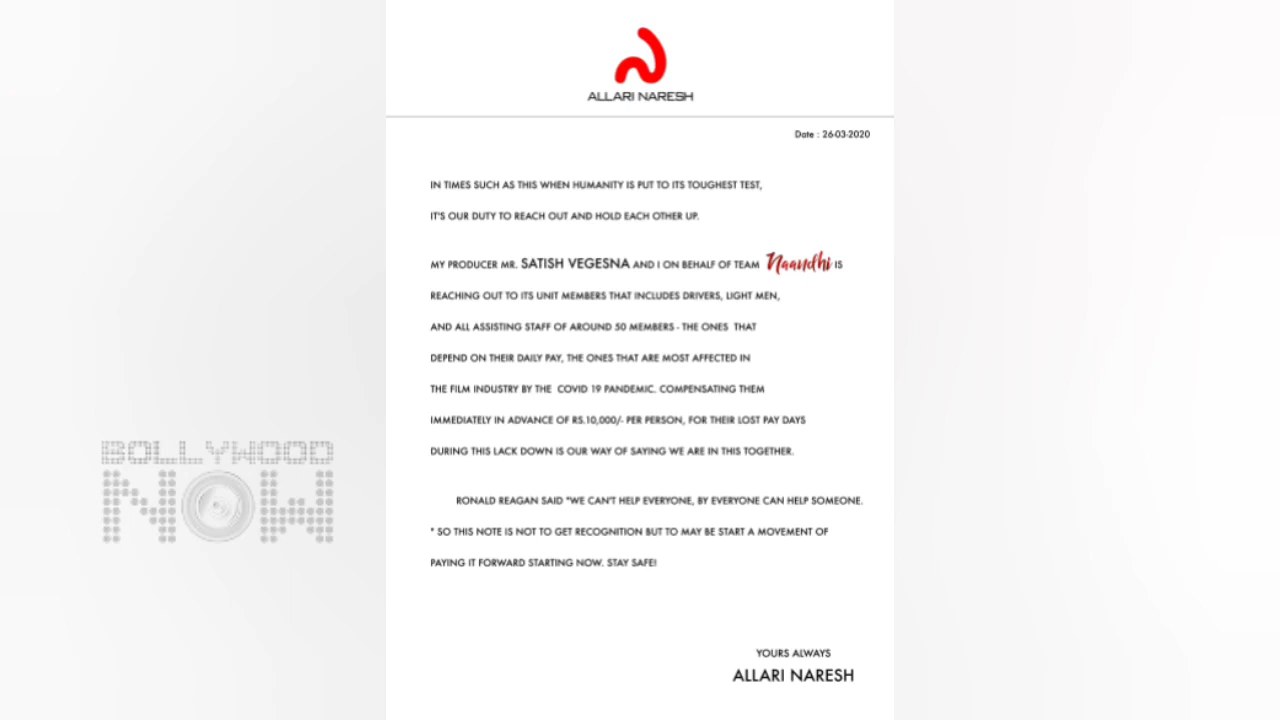 ALLARI NARESH
Date : 26-03-2020
IN TIMES SUCH AS THIS WHEN HUMANITY IS PUT TO ITS TOUGHEST TEST,
IT'S OUR DUTY TO REACH OUT AND HOLD EACH OTHER UP.
MY PRODUCER MR. SATISH VEGESNA AND I ON BEHALF OF TEAM Naandhi IS
REACHING OUT TO ITS UNIT MEMBERS THAT INCLUDES DRIVERS, LIGHT MEN,
AND ALL ASSISTING STAFF OF AROUND 50 MEMBERS - THE ONES THAT
DEPEND ON THEIR DAILY PAY, THE ONES THAT ARE MOST AFFECTED IN
THE FILM INDUSTRY BY THE COVID 19 PANDEMIC. COMPENSATING THEM
IMMEDIATELY IN ADVANCE OF RS.10,000/- PER PERSON, FOR THEIR LOST PAY DAYS
DURING THIS LACK DOWN IS OUR WAY OF SAYING WE ARE IN THIS TOGETHER.
RONALD REAGAN SAID "WE CAN'T HELP EVERYONE, BY EVERYONE CAN HELP SOMEONE.
" SO THIS NOTE IS NOT TO GET RECOGNITION BUT TO MAY BE START A MOVEMENT OF
PAYING IT FORWARD STARTING NOW. STAY SAFE!
YOURS ALWAYS
ALLARI NARESH
BOLLYWOOD
NOW